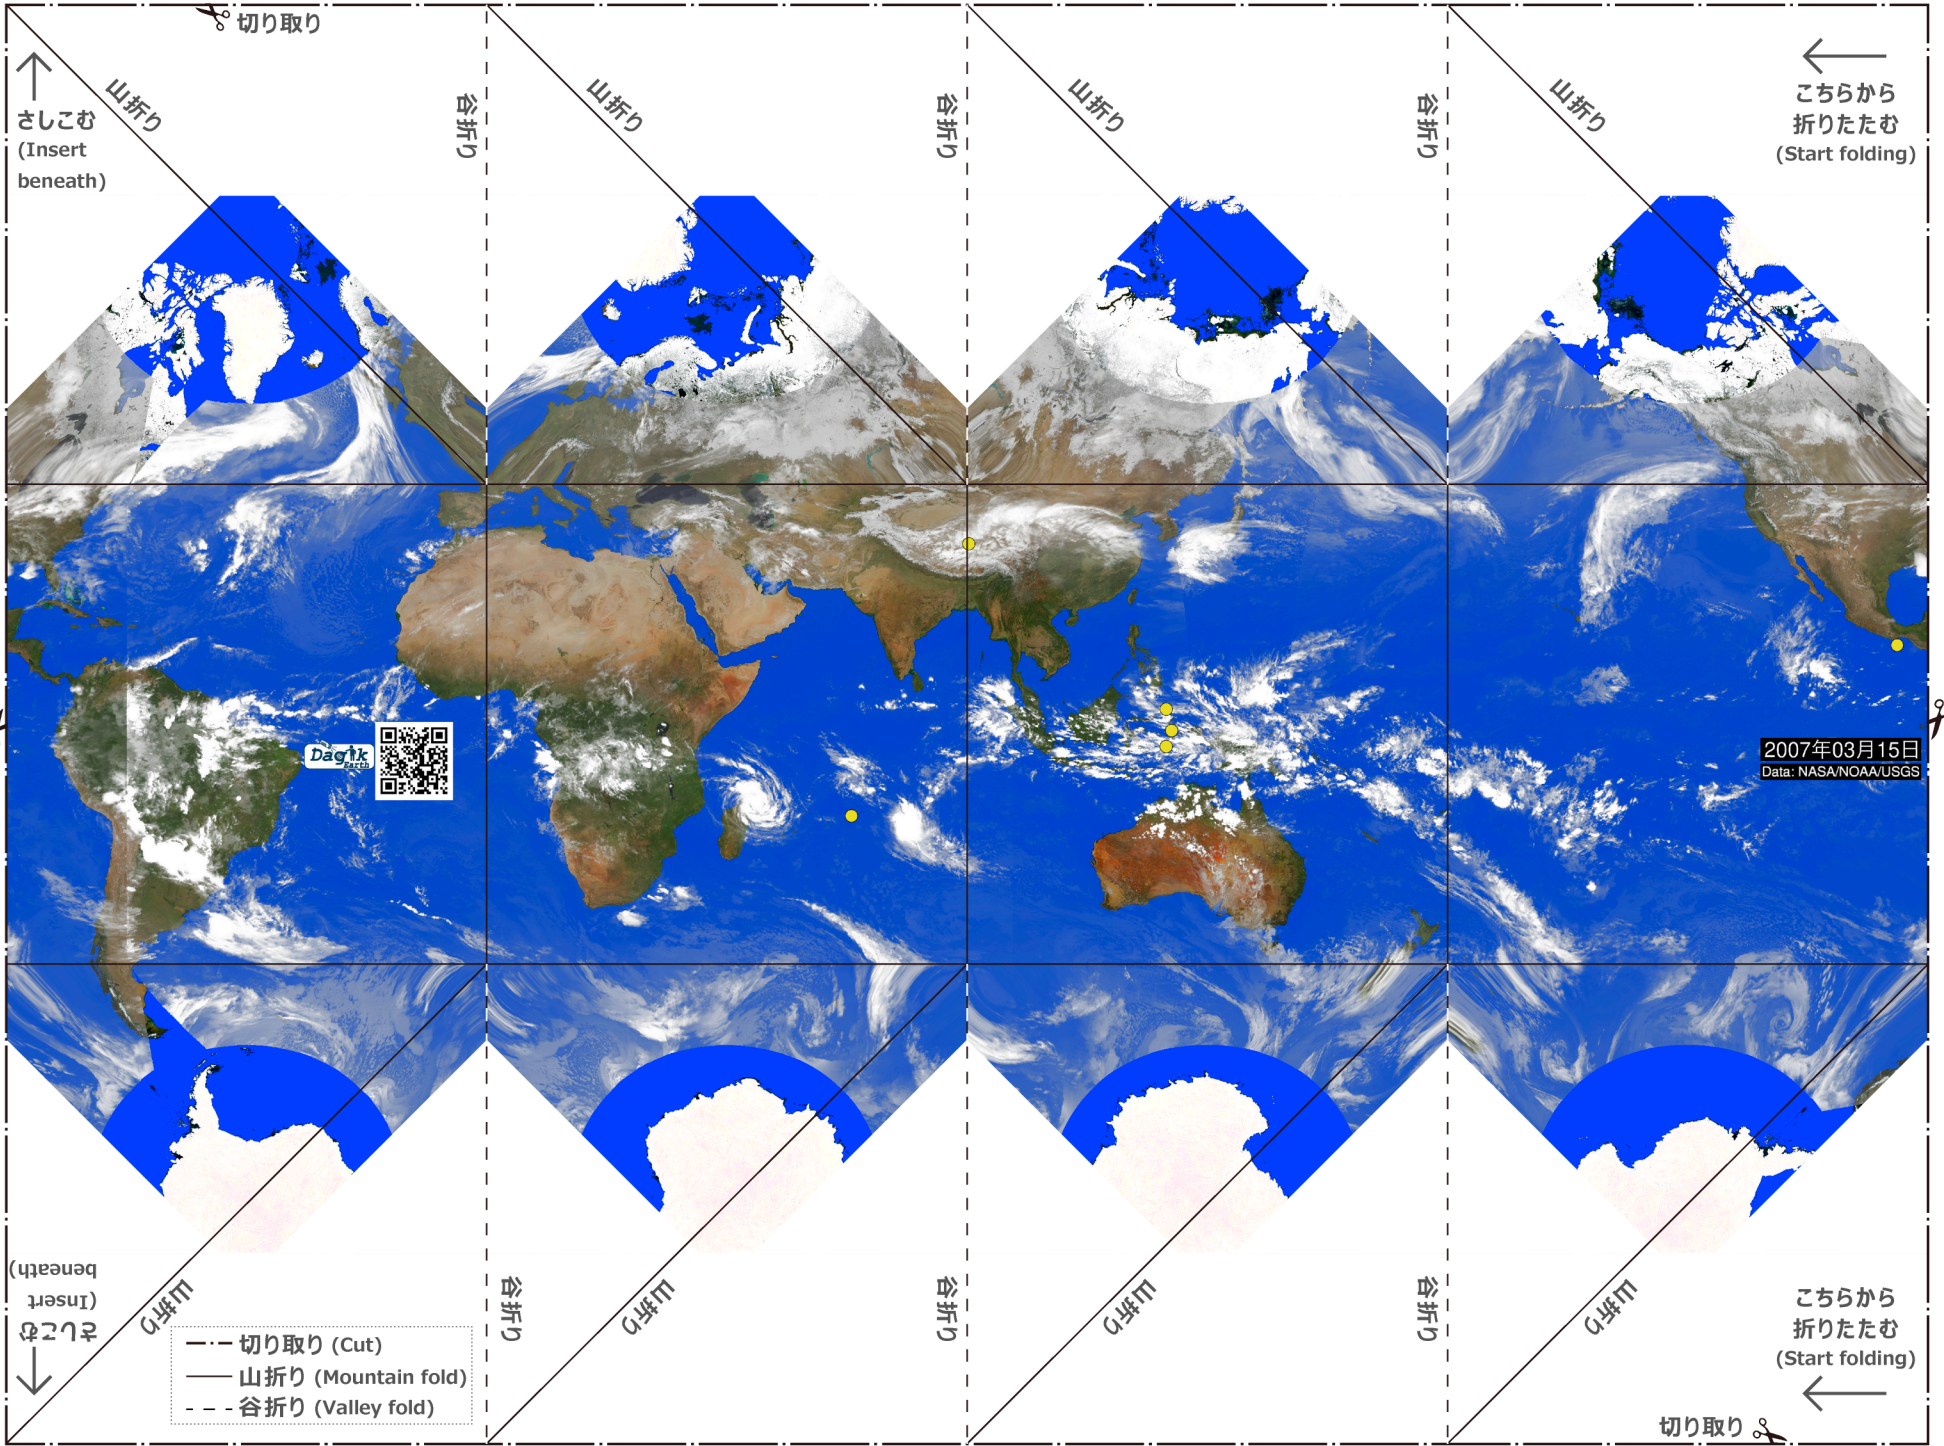 切り取り
山折り
谷折り
山折り
谷折り
山折り
谷折り
山折り
さしこむ
(Insert
beneath)
こちらから
折りたたむ
(Start folding)
Dagik
Earth
2007年03月15日
Data: NASA/NOAA/USGS
さしこむ
(Insert
beneath)
山折り
谷折り
山折り
谷折り
山折り
谷折り
山折り
こちらから
折りたたむ
(Start folding)
切り取り (Cut)
山折り (Mountain fold)
谷折り (Valley fold)
切り取り